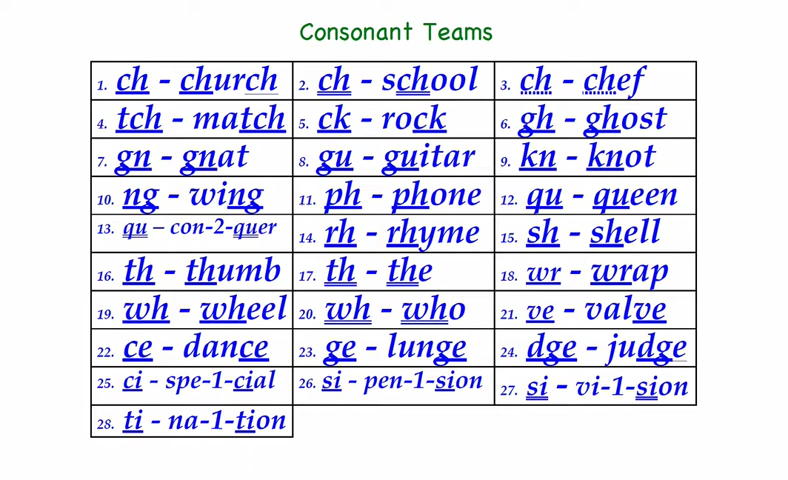 Consonant Teams
1. ch - church 2. ch - school 3. ch - chef
4. tch - match 5. ck - rock 6. gh - ghost
7. gn - gnat 8. gu - guitar 9. kn - knot
10. ng - wing 11. ph - phone 12. qu - queen
13. qu – con-2-quer 14. rh - rhyme 15. sh - shell
16. th - thumb 17. th - the 18. wr - wrap
19. wh - wheel 20. wh - who 21. ve - valve
22. ce - dance 23. ge - lunge 24. dge - judge
25. ci - spe-1-cial 26. si - pen-1-sion 27. si - vi-1-sion
28. ti - na-1-tion